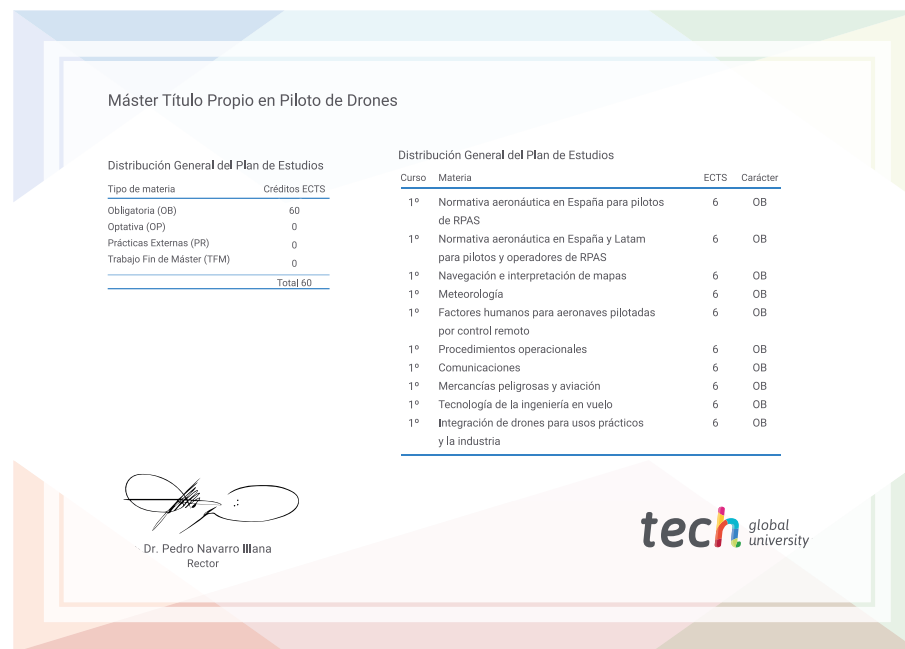 Máster Título Propio en Piloto de Drones
Distribución General del Plan de Estudios
Tipo de materia Créditos ECTS
Obligatoria (OB) 60
Optativa (OP) 0
Prácticas Externas (PR) 0
Trabajo Fin de Máster (TFM) 0
Total 60
Distribución General del Plan de Estudios
Curso Materia ECTS Carácter
1º Normativa aeronáutica en España para pilotos 6 OB
de RPAS
1º Normativa aeronáutica en España y Latam 6 OB
para pilotos y operadores de RPAS
1º Navegación e interpretación de mapas 6 OB
1º Meteorología 6 OB
1º Factores humanos para aeronaves pilotadas 6 OB
por control remoto
1º Procedimientos operacionales 6 OB
1º Comunicaciones 6 OB
1º Mercancías peligrosas y aviación 6 OB
1º Tecnología de la ingeniería en vuelo 6 OB
1º Integración de drones para usos prácticos 6 OB
y la industria
Dr. Pedro Navarro Illana
Rector
tech global
university